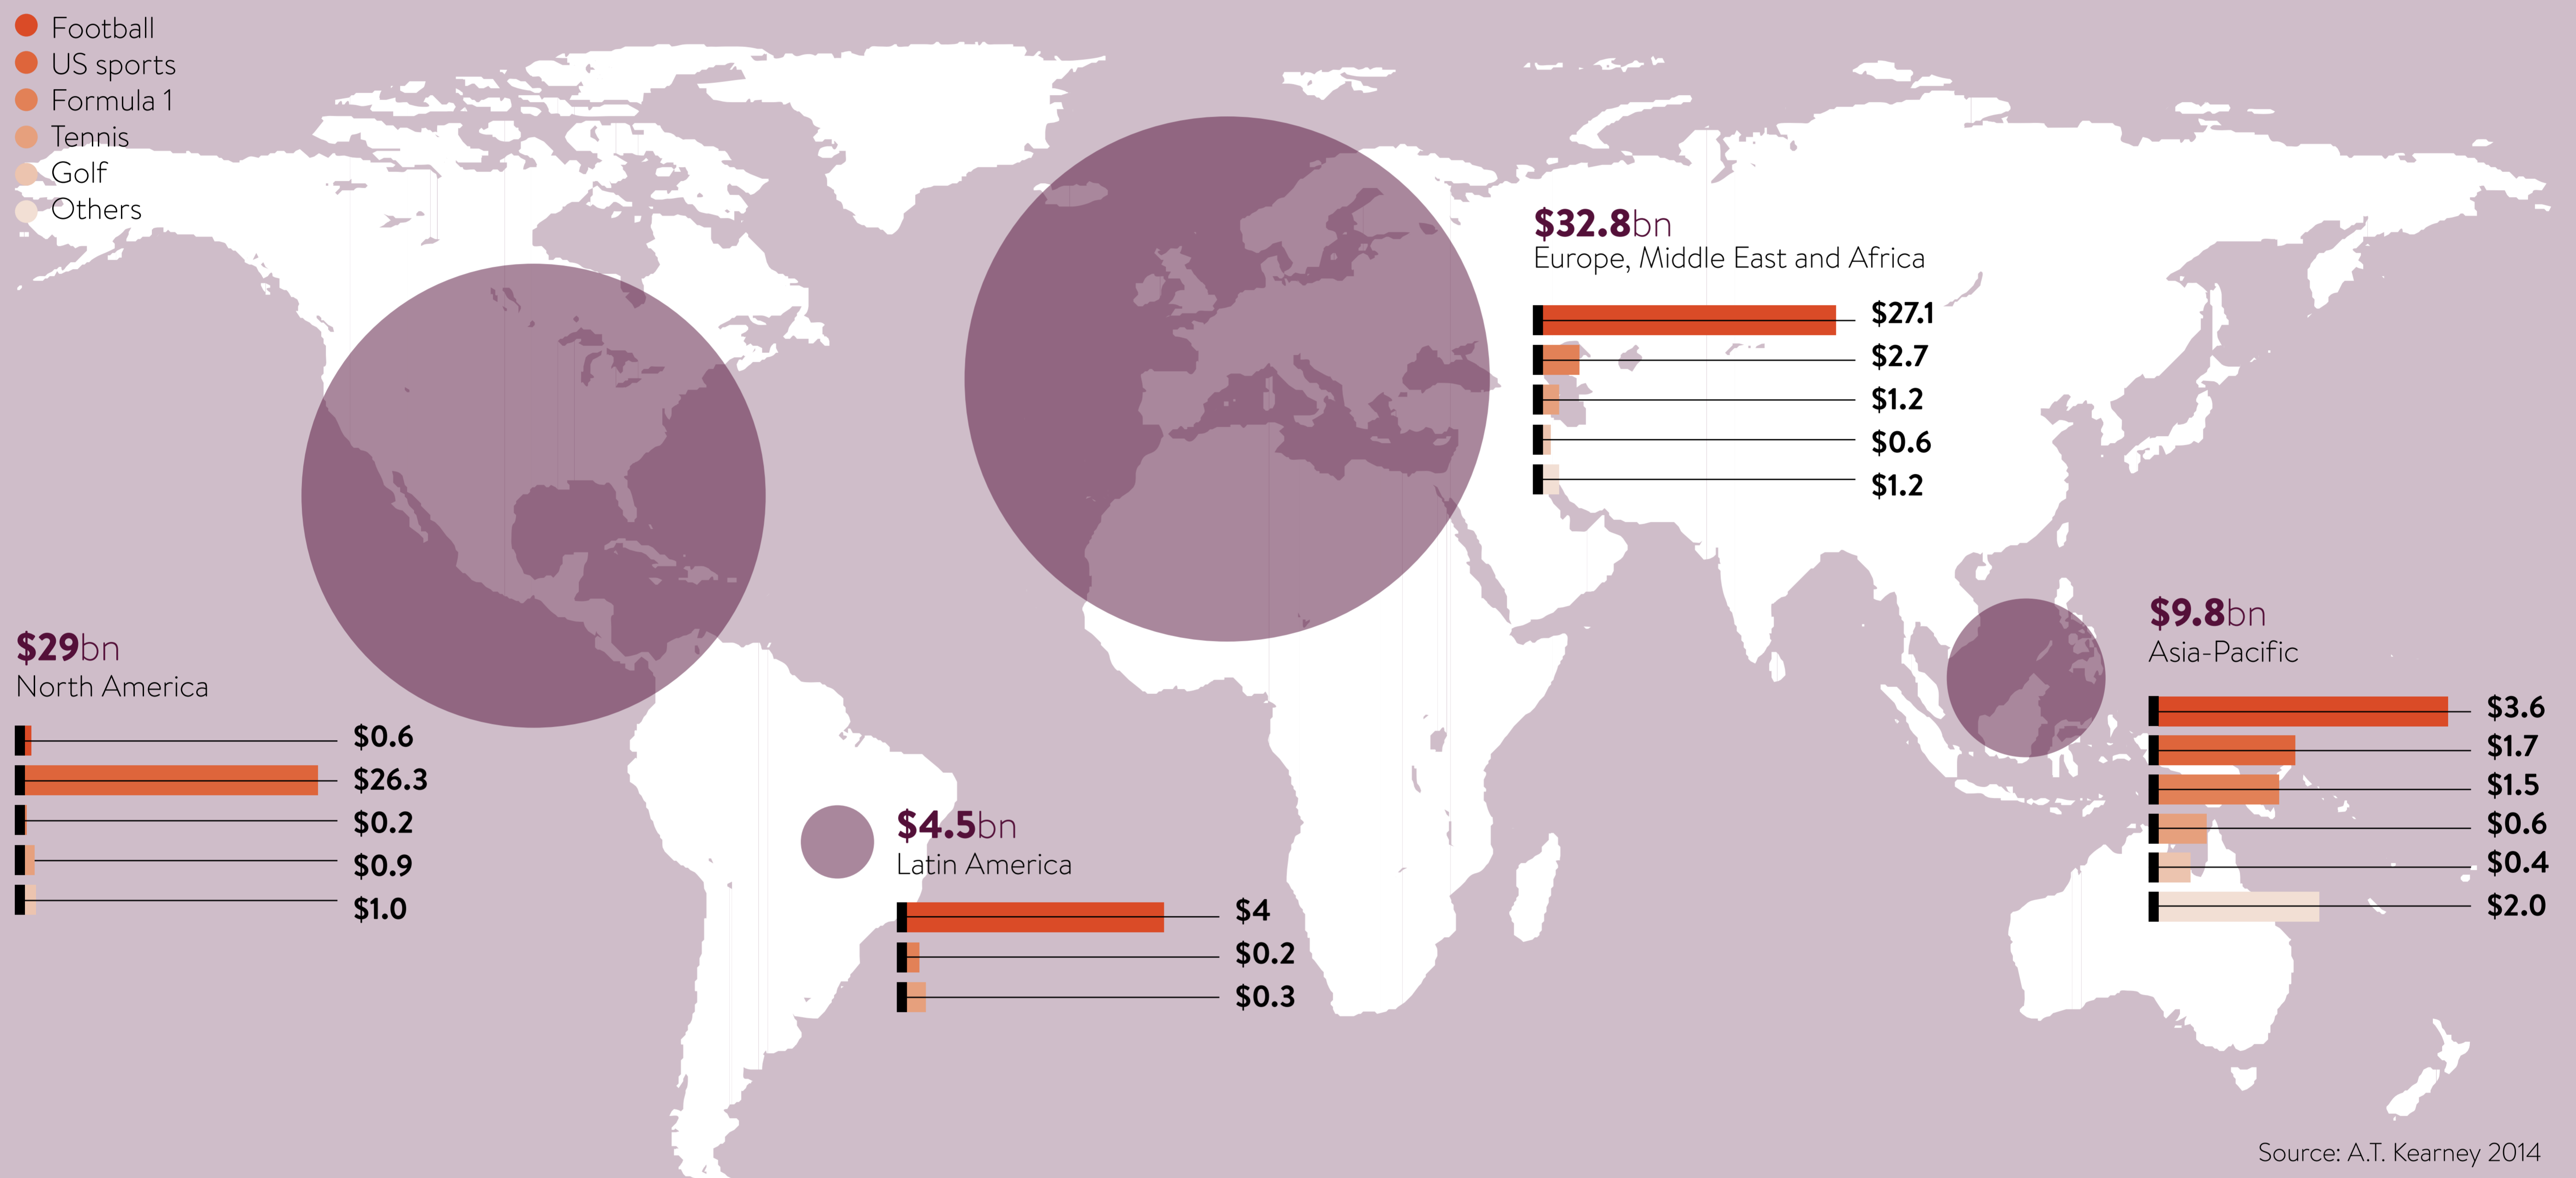 Football
US sports
Formula 1
Tennis
Golf
Others
$32.8bn
Europe, Middle East and Africa
$27.1
$2.7
$1.2
$0.6
$1.2
$29bn
North America
$0.6
$26.3
$0.2
$0.9
$1.0
$4.5bn
Latin America
$4
$0.2
$0.3
$9.8bn
Asia-Pacific
$3.6
$1.7
$1.5
$0.6
$0.4
$2.0
Source: A.T. Kearney 2014